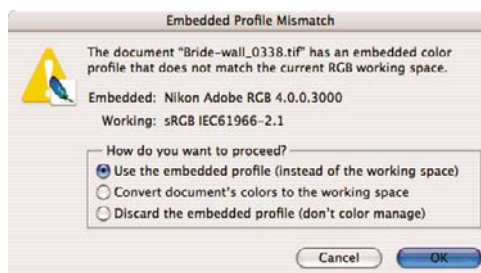 Embedded Profile Mismatch
The document "Bride-wall_0338.tif" has an embedded color
profile that does not match the current RGB working space.
Embedded: Nikon Adobe RGB 4.0.0.3000
Working: sRGB IEC61966-2.1
How do you want to proceed?
Use the embedded profile (instead of the working space)
Convert document's colors to the working space
Discard the embedded profile (don't color manage)
Cancel OK